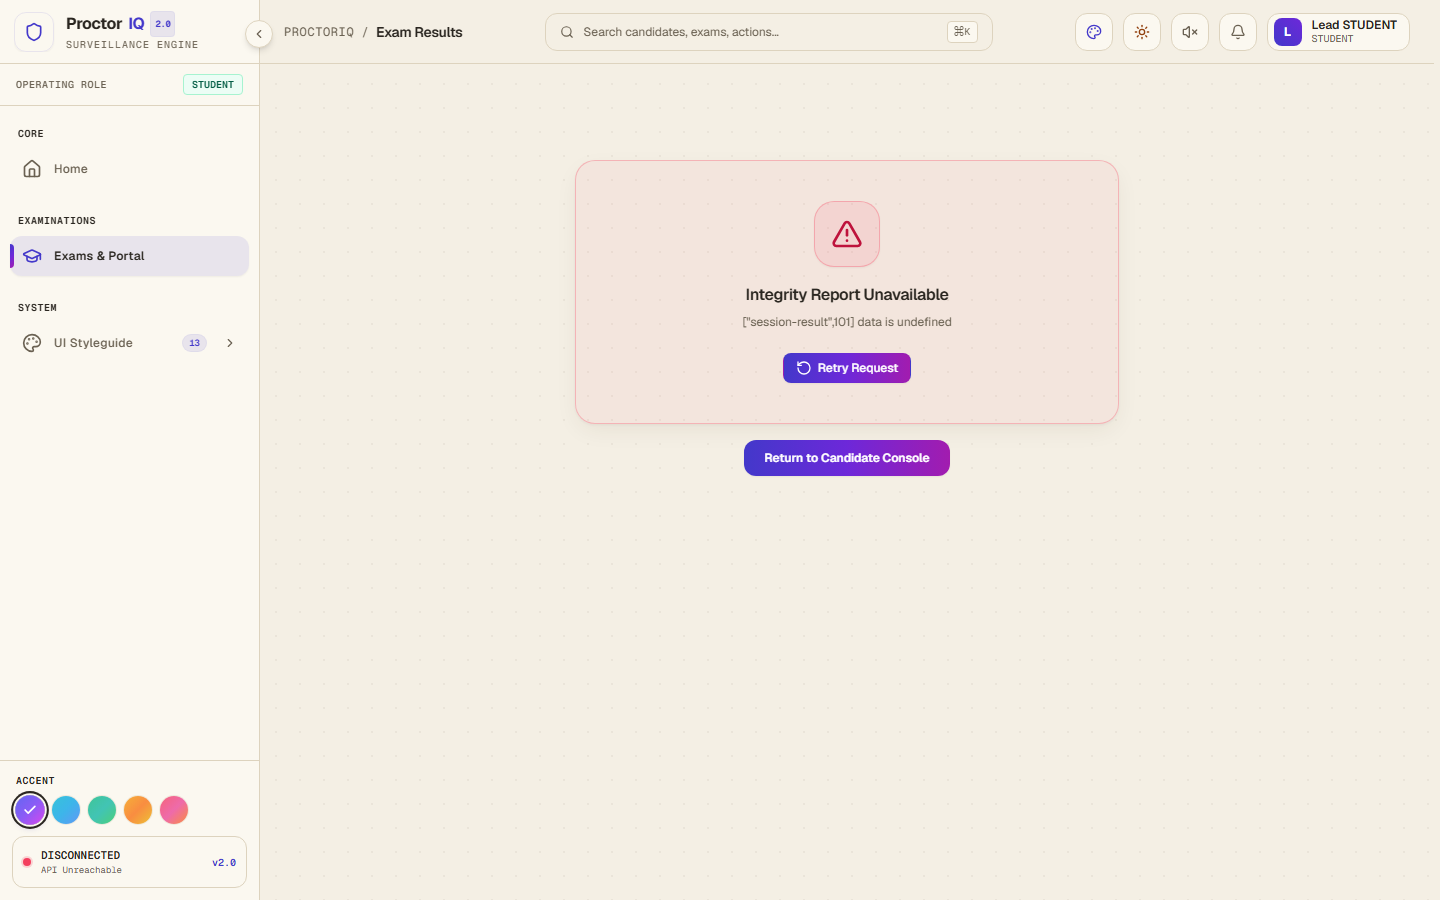 Proctor IQ 2.0
SURVEILLANCE ENGINE
OPERATING ROLE STUDENT
CORE
Home
EXAMINATIONS
Exams & Portal
SYSTEM
UI Styleguide 13
ACCENT
DISCONNECTED
API Unreachable
v2.0
PROCTORIQ / Exam Results
Search candidates, exams, actions... ⌘K
L
Lead STUDENT
STUDENT
Integrity Report Unavailable
["session-result",101] data is undefined
Retry Request
Return to Candidate Console